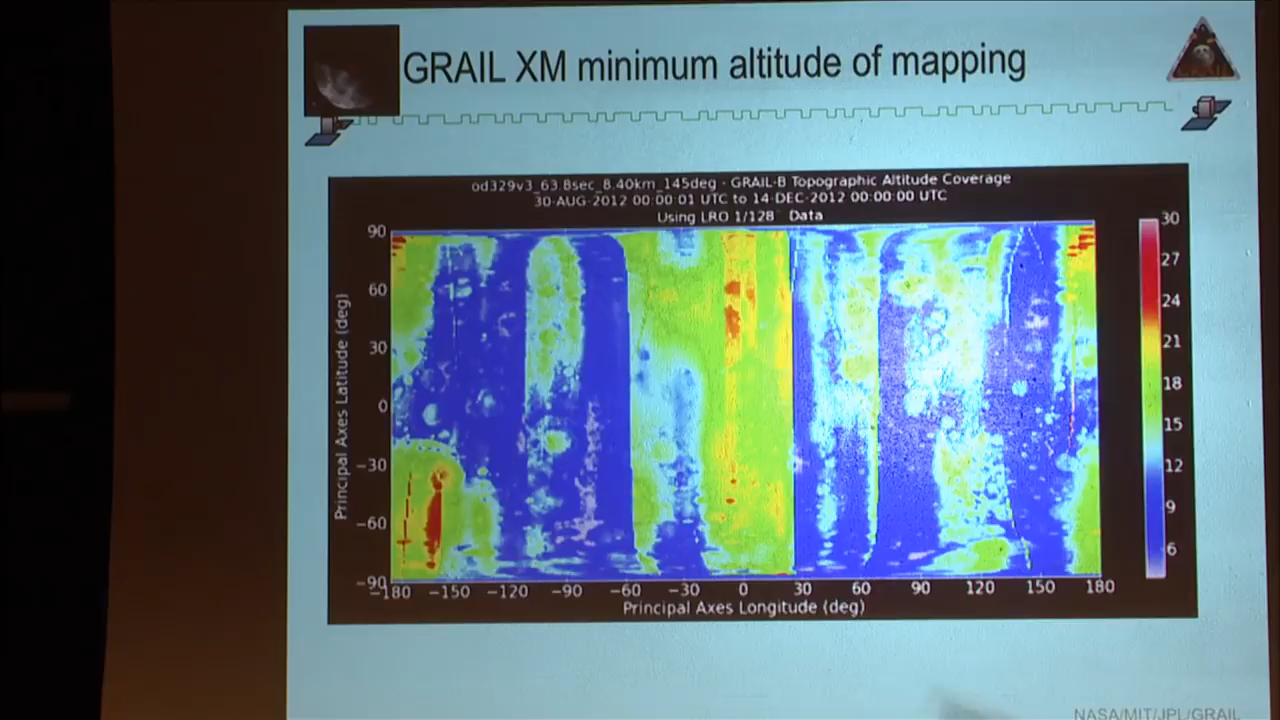 GRAIL XM minimum altitude of mapping
od329v3_63.8sec_8.40km_145deg - GRAIL-B Topographic Altitude Coverage
30-AUG-2012 00:00:01 UTC to 14-DEC-2012 00:00:00 UTC
Using LRO 1/128 Data
90
60
30
0
−30
−60
−90
Principal Axes Latitude (deg)
−180 −150 −120 −90 −60 −30 0 30 60 90 120 150 180
Principal Axes Longitude (deg)
30
27
24
21
18
15
12
9
6
NASA/MIT/JPL/GRAIL